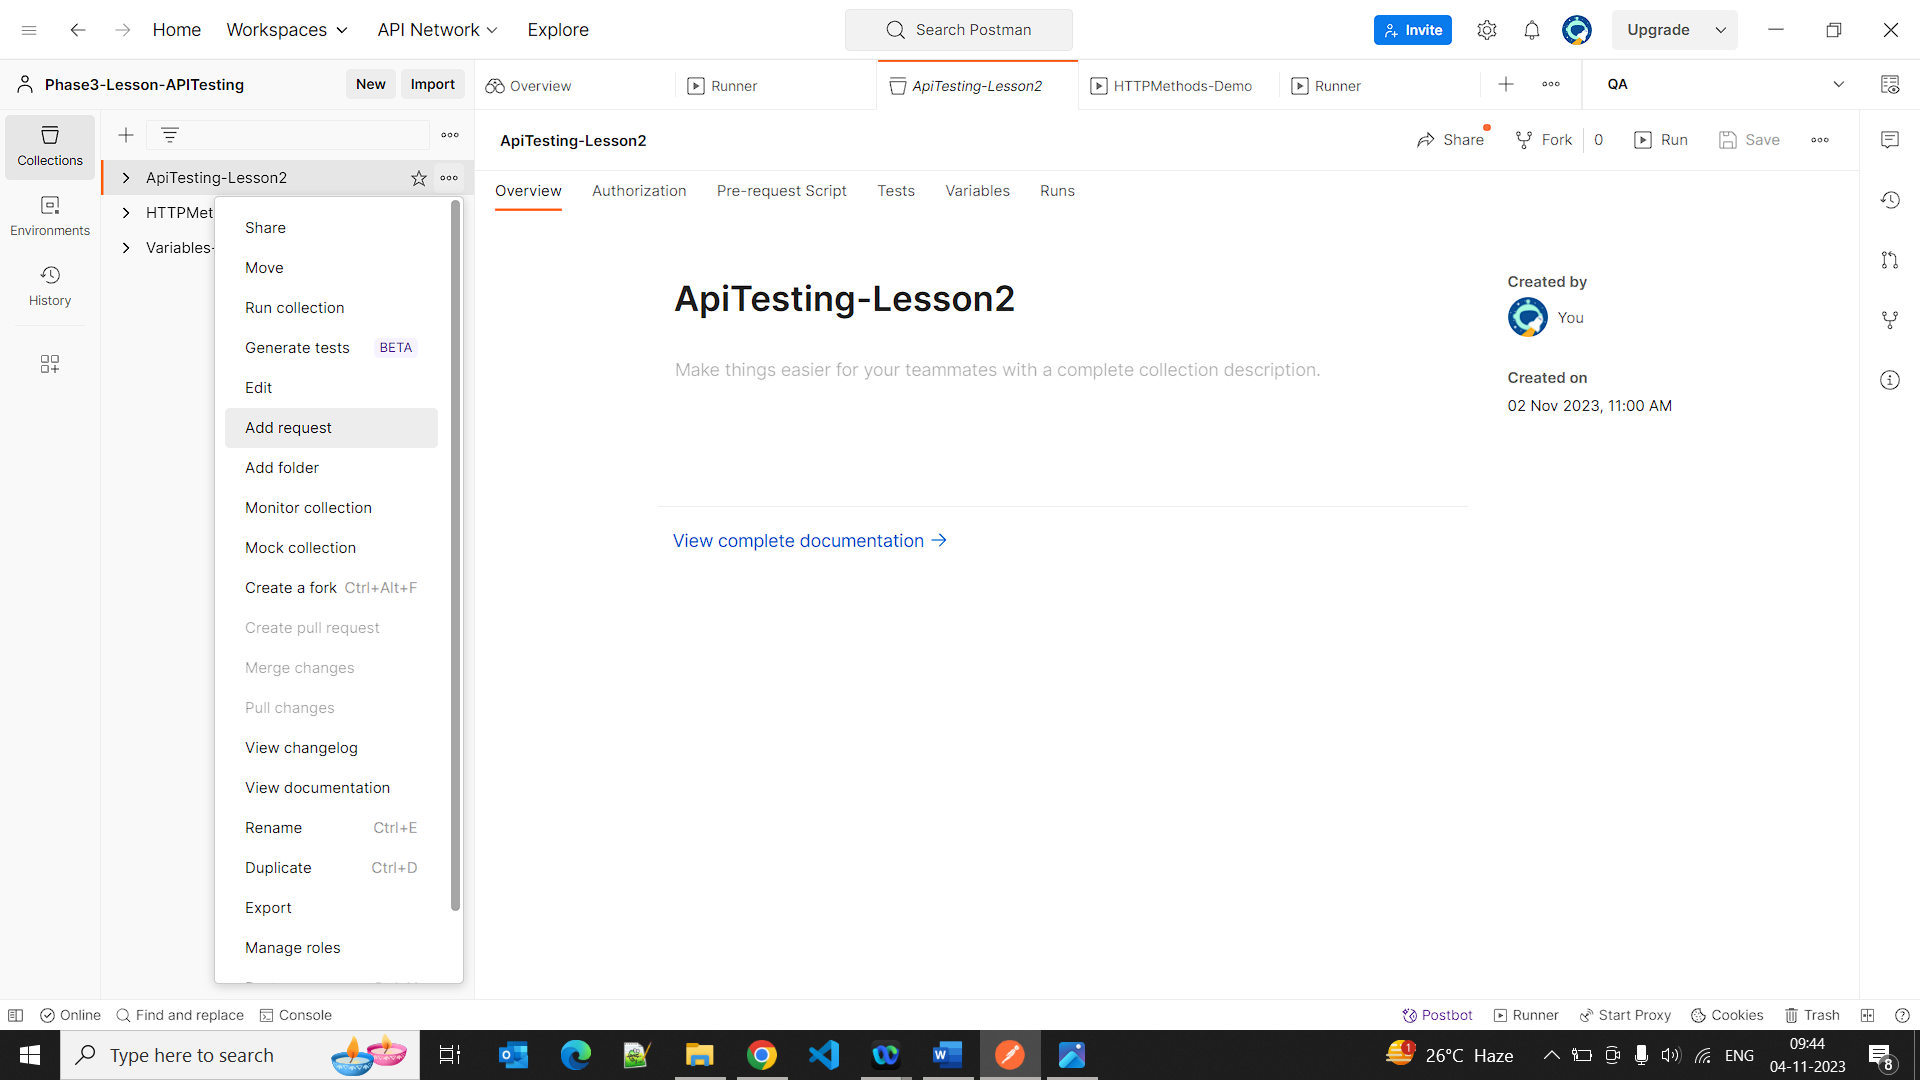 Home
Workspaces
API Network
Explore
Search Postman
Invite
Upgrade
Phase3-Lesson-APITesting
New
Import
Overview
Runner
ApiTesting-Lesson2
HTTPMethods-Demo
Runner
QA
Collections
Environments
History
ApiTesting-Lesson2
HTTPMet
Variables-
Share
Move
Run collection
Generate tests BETA
Edit
Add request
Add folder
Monitor collection
Mock collection
Create a fork Ctrl+Alt+F
Create pull request
Merge changes
Pull changes
View changelog
View documentation
Rename Ctrl+E
Duplicate Ctrl+D
Export
Manage roles
ApiTesting-Lesson2
Share
Fork 0
Run
Save
Overview
Authorization
Pre-request Script
Tests
Variables
Runs
ApiTesting-Lesson2
Make things easier for your teammates with a complete collection description.
View complete documentation →
Created by
You
Created on
02 Nov 2023, 11:00 AM
Online
Find and replace
Console
Postbot
Runner
Start Proxy
Cookies
Trash
Type here to search
1
26°C Haze
ENG
09:44
04-11-2023
8